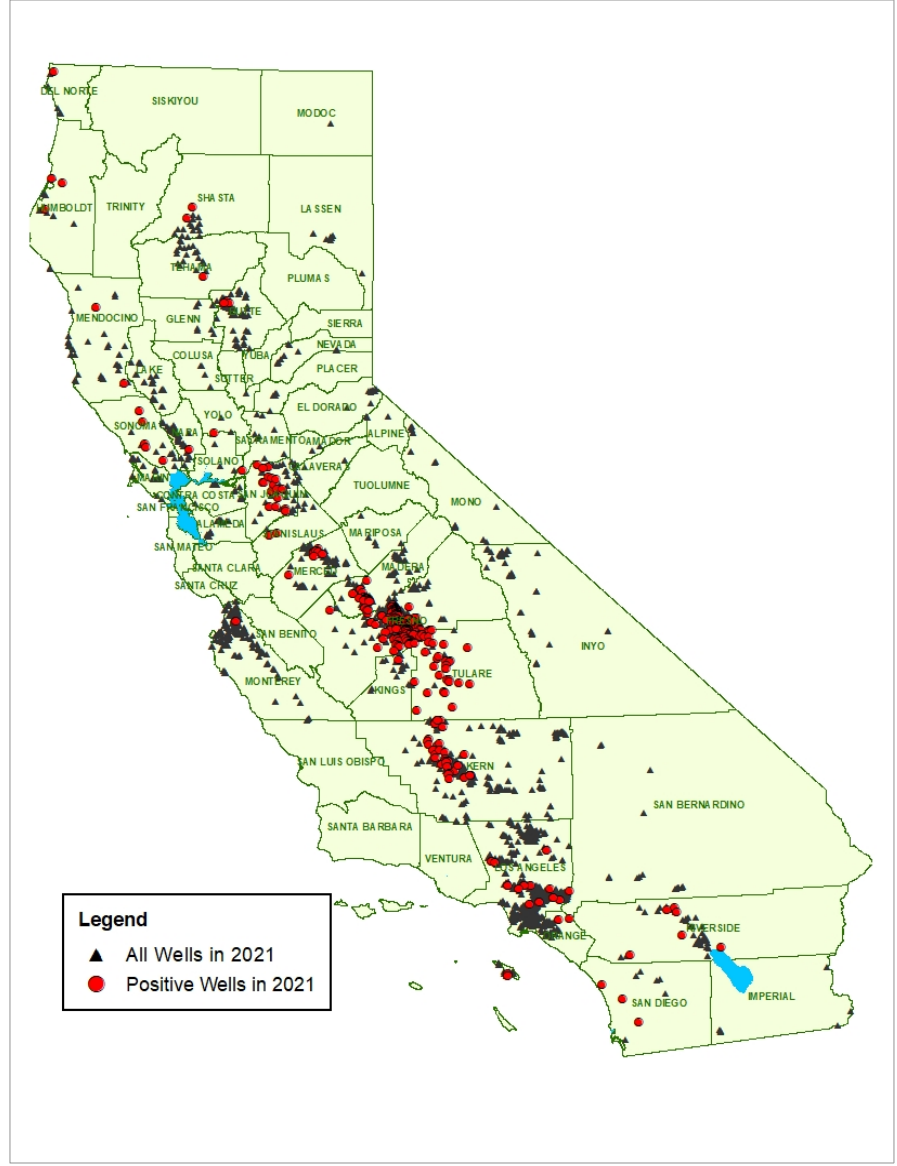 DEL NORTE
SISKIYOU
MODOC
HUMBOLDT
TRINITY
SHASTA
LASSEN
TEHAMA
PLUMAS
MENDOCINO
GLENN
BUTTE
SIERRA
NEVADA
COLUSA
YUBA
LAKE
SUTTER
PLACER
YOLO
EL DORADO
SONOMA
NAPA
SACRAMENTO
AMADOR
ALPINE
SOLANO
CALAVERAS
MARIN
TUOLUMNE
CONTRA COSTA
SAN JOAQUIN
MONO
SAN FRANCISCO
ALAMEDA
STANISLAUS
MARIPOSA
SAN MATEO
SANTA CLARA
MERCED
MADERA
SANTA CRUZ
FRESNO
SAN BENITO
INYO
MONTEREY
KINGS
TULARE
SAN LUIS OBISPO
KERN
SAN BERNARDINO
SANTA BARBARA
VENTURA
LOS ANGELES
ORANGE
RIVERSIDE
SAN DIEGO
IMPERIAL
Legend
All Wells in 2021
Positive Wells in 2021